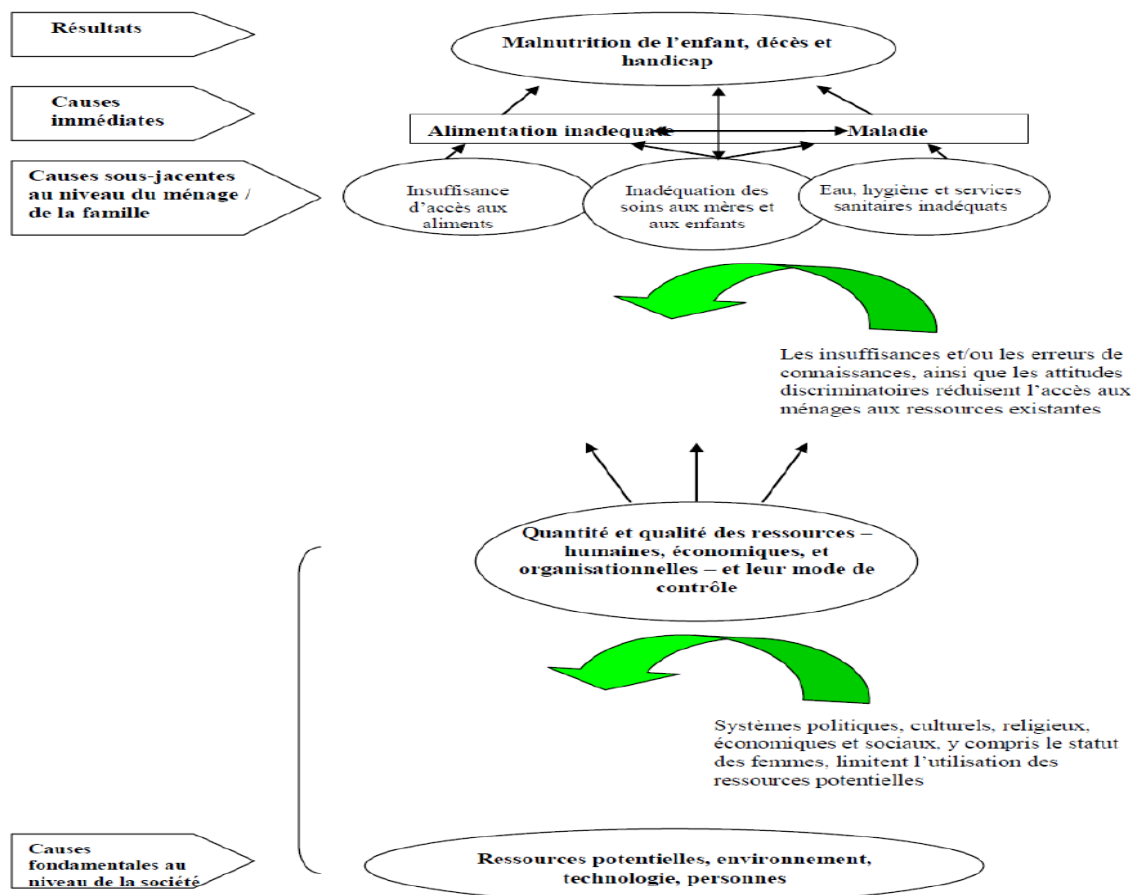 Résultats
Malnutrition de l'enfant, décès et
handicap
Causes
immédiates
Alimentation inadequate
Maladie
Causes sous-jacentes
au niveau du ménage /
de la famille
Insuffisance
d'accès aux
aliments
Inadéquation des
soins aux mères et
aux enfants
Eau, hygiène et services
sanitaires inadéquats
Les insuffisances et/ou les erreurs de
connaissances, ainsi que les attitudes
discriminatoires réduisent l'accès aux
ménages aux ressources existantes
Quantité et qualité des ressources –
humaines, économiques, et
organisationnelles – et leur mode de
contrôle
Systèmes politiques, culturels, religieux,
économiques et sociaux, y compris le statut
des femmes, limitent l'utilisation des
ressources potentielles
Causes
fondamentales au
niveau de la société
Ressources potentielles, environnement,
technologie, personnes